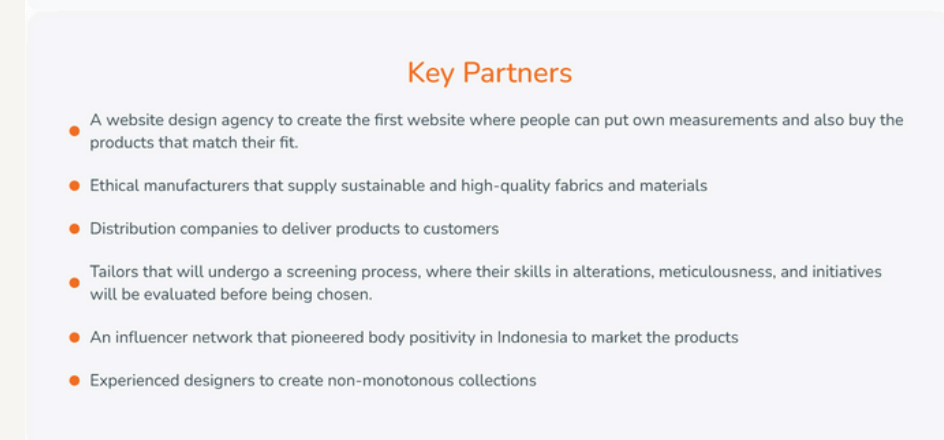 Key Partners
A website design agency to create the first website where people can put own measurements and also buy the
products that match their fit.
Ethical manufacturers that supply sustainable and high-quality fabrics and materials
Distribution companies to deliver products to customers
Tailors that will undergo a screening process, where their skills in alterations, meticulousness, and initiatives
will be evaluated before being chosen.
An influencer network that pioneered body positivity in Indonesia to market the products
Experienced designers to create non-monotonous collections